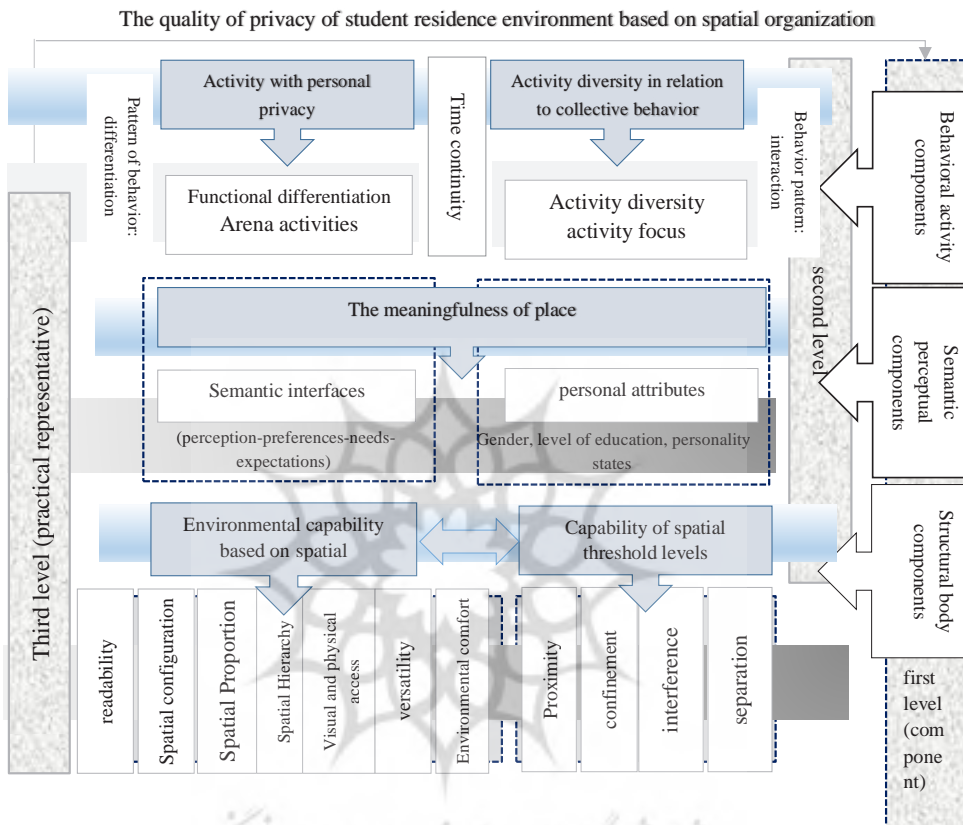 The quality of privacy of student residence environment based on spatial organization
Activity with personal
privacy
Time continuity
Activity diversity in relation
to collective behavior
Pattern of behavior:
differentiation
Behavior pattern:
interaction
Behavioral activity
components
Functional differentiation
Arena activities
Activity diversity
activity focus
Third level (practical representative)
second level
The meaningfulness of place
Semantic
perceptual
components
Semantic interfaces
personal attributes
(perception-preferences-needs-
expectations)
Gender, level of education, personality
states
Environmental capability
based on spatial
Capability of spatial
threshold levels
Structural body
components
readability
Spatial configuration
Spatial Proportion
Spatial Hierarchy
Visual and physical
access
versatility
Environmental comfort
Proximity
confinement
interference
separation
first
level
(com
pone
nt)